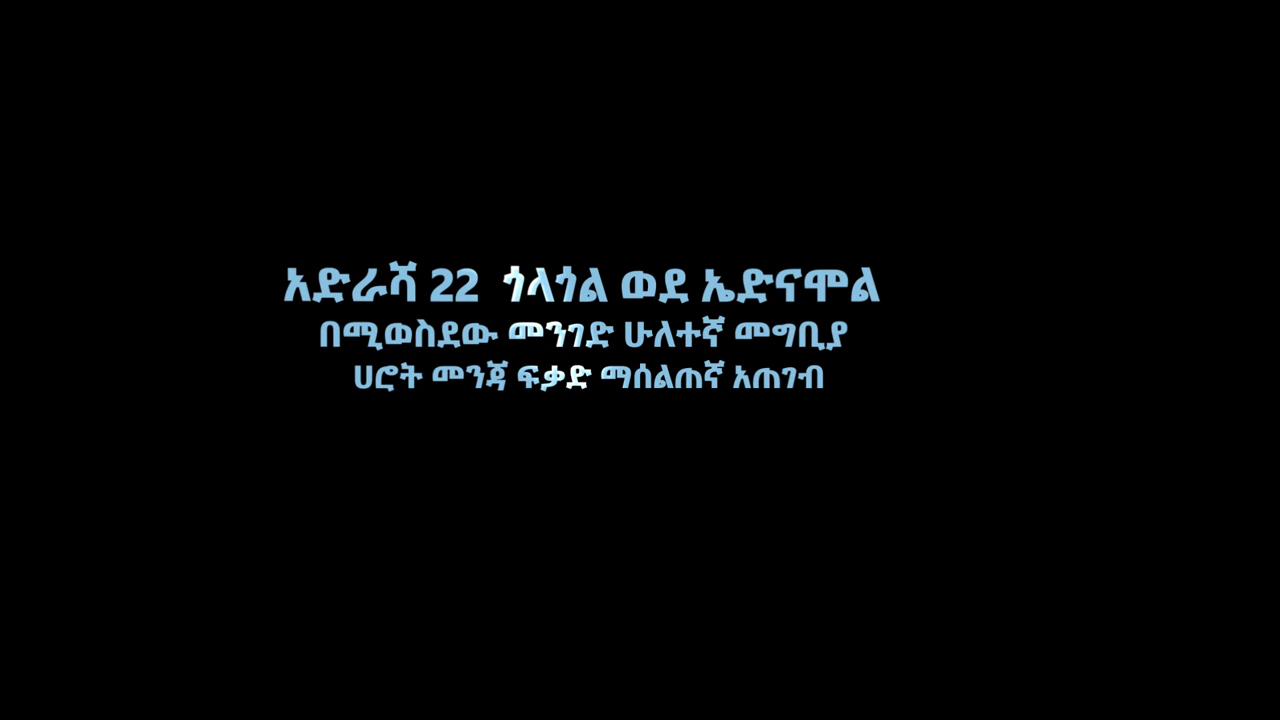 አድራሻ 22 ጎላጎል ወደ ኤድናሞል
በሚወስደው መንገድ ሁለተኛ መግቢያ
ሀሮት መንጃ ፍቃድ ማሰልጠኛ አጠገብ